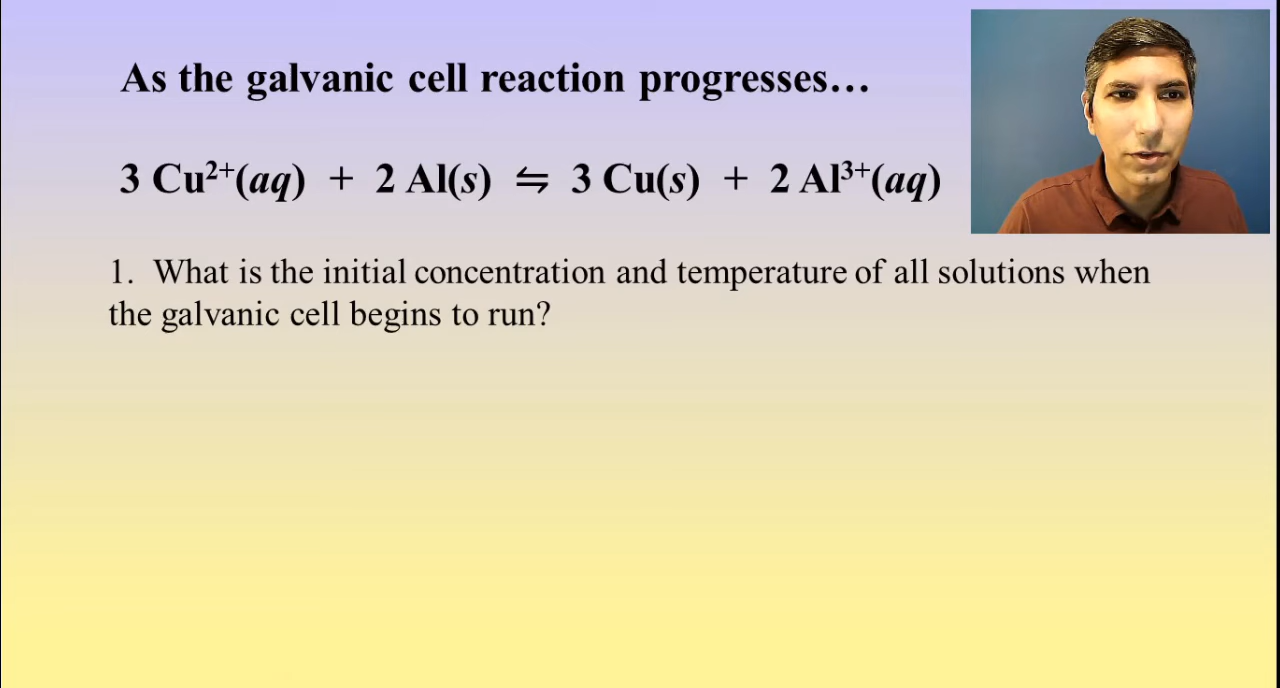 As the galvanic cell reaction progresses…
3 Cu²⁺(aq) + 2 Al(s) ⇋ 3 Cu(s) + 2 Al³⁺(aq)
1. What is the initial concentration and temperature of all solutions when
the galvanic cell begins to run?